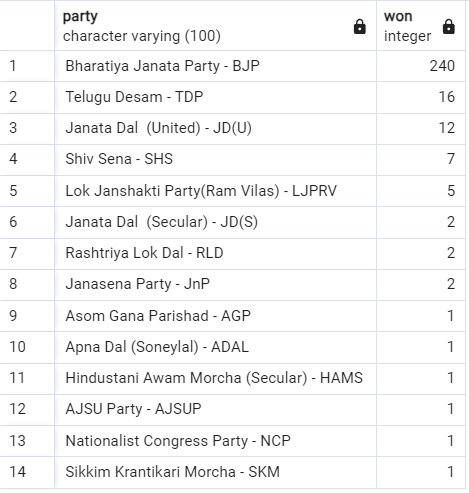 party won
character varying (100) integer
1 Bharatiya Janata Party - BJP 240
2 Telugu Desam - TDP 16
3 Janata Dal  (United) - JD(U) 12
4 Shiv Sena - SHS 7
5 Lok Janshakti Party(Ram Vilas) - LJPRV 5
6 Janata Dal  (Secular) - JD(S) 2
7 Rashtriya Lok Dal - RLD 2
8 Janasena Party - JnP 2
9 Asom Gana Parishad - AGP 1
10 Apna Dal (Soneylal) - ADAL 1
11 Hindustani Awam Morcha (Secular) - HAMS 1
12 AJSU Party - AJSUP 1
13 Nationalist Congress Party - NCP 1
14 Sikkim Krantikari Morcha - SKM 1